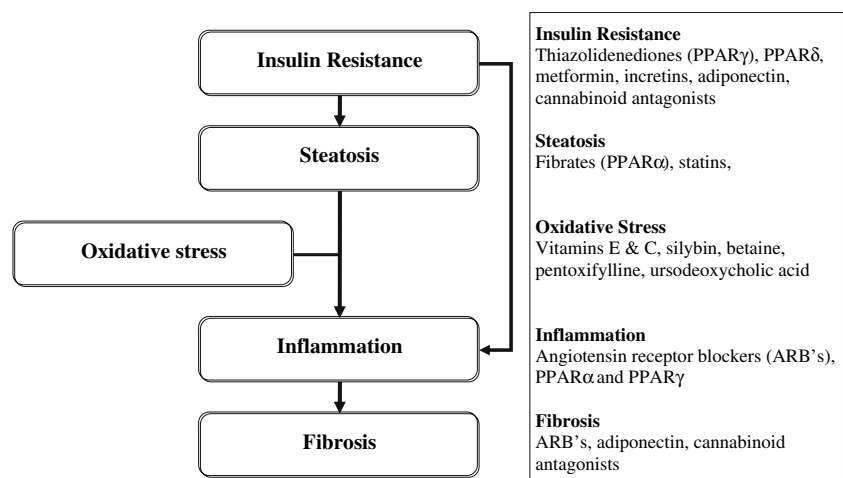 Insulin Resistance
Steatosis
Oxidative stress
Inflammation
Fibrosis
Insulin Resistance
Thiazolidenediones (PPARγ), PPARδ,
metformin, incretins, adiponectin,
cannabinoid antagonists
Steatosis
Fibrates (PPARα), statins,
Oxidative Stress
Vitamins E & C, silybin, betaine,
pentoxifylline, ursodeoxycholic acid
Inflammation
Angiotensin receptor blockers (ARB's),
PPARα and PPARγ
Fibrosis
ARB's, adiponectin, cannabinoid
antagonists